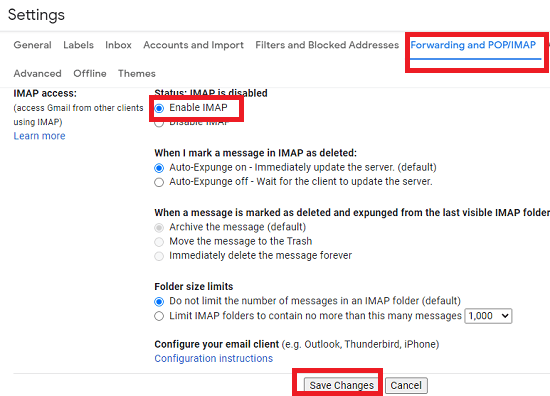 Settings
General Labels Inbox Accounts and Import Filters and Blocked Addresses Forwarding and POP/IMAP
Advanced Offline Themes
IMAP access:
(access Gmail from other clients
using IMAP)
Learn more
Status: IMAP is disabled
Enable IMAP
Disable IMAP
When I mark a message in IMAP as deleted:
Auto-Expunge on - Immediately update the server. (default)
Auto-Expunge off - Wait for the client to update the server.
When a message is marked as deleted and expunged from the last visible IMAP folder
Archive the message (default)
Move the message to the Trash
Immediately delete the message forever
Folder size limits
Do not limit the number of messages in an IMAP folder (default)
Limit IMAP folders to contain no more than this many messages 1,000
Configure your email client (e.g. Outlook, Thunderbird, iPhone)
Configuration instructions
Save Changes Cancel